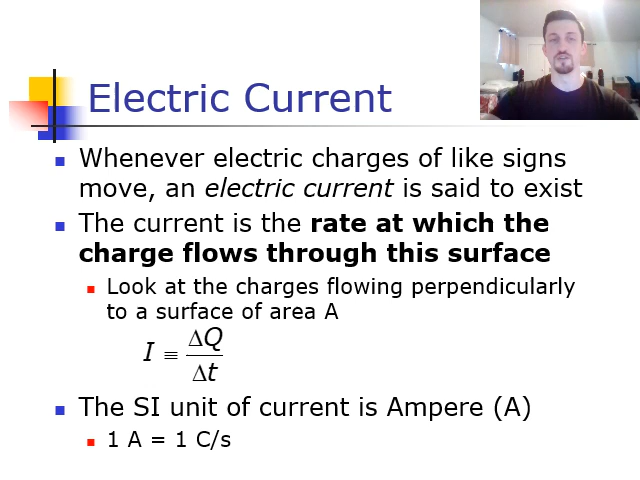 Electric Current
Whenever electric charges of like signs
move, an electric current is said to exist
The current is the rate at which the
charge flows through this surface
Look at the charges flowing perpendicularly
to a surface of area A
I ≡ ΔQ/Δt
The SI unit of current is Ampere (A)
1 A = 1 C/s